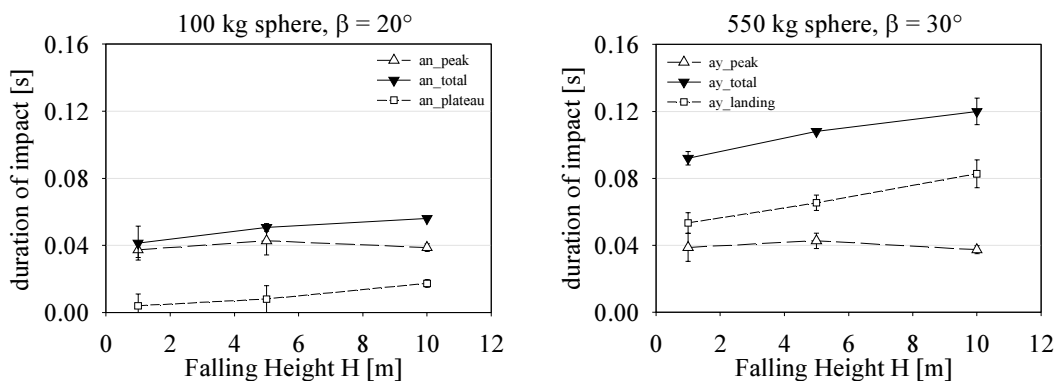 100 kg sphere, β = 20°
0.16
0.12
0.08
0.04
0.00
duration of impact [s]
an_peak
an_total
an_plateau
0 2 4 6 8 10 12
Falling Height H [m]
550 kg sphere, β = 30°
0.16
0.12
0.08
0.04
0.00
duration of impact [s]
ay_peak
ay_total
ay_landing
0 2 4 6 8 10 12
Falling Height H [m]